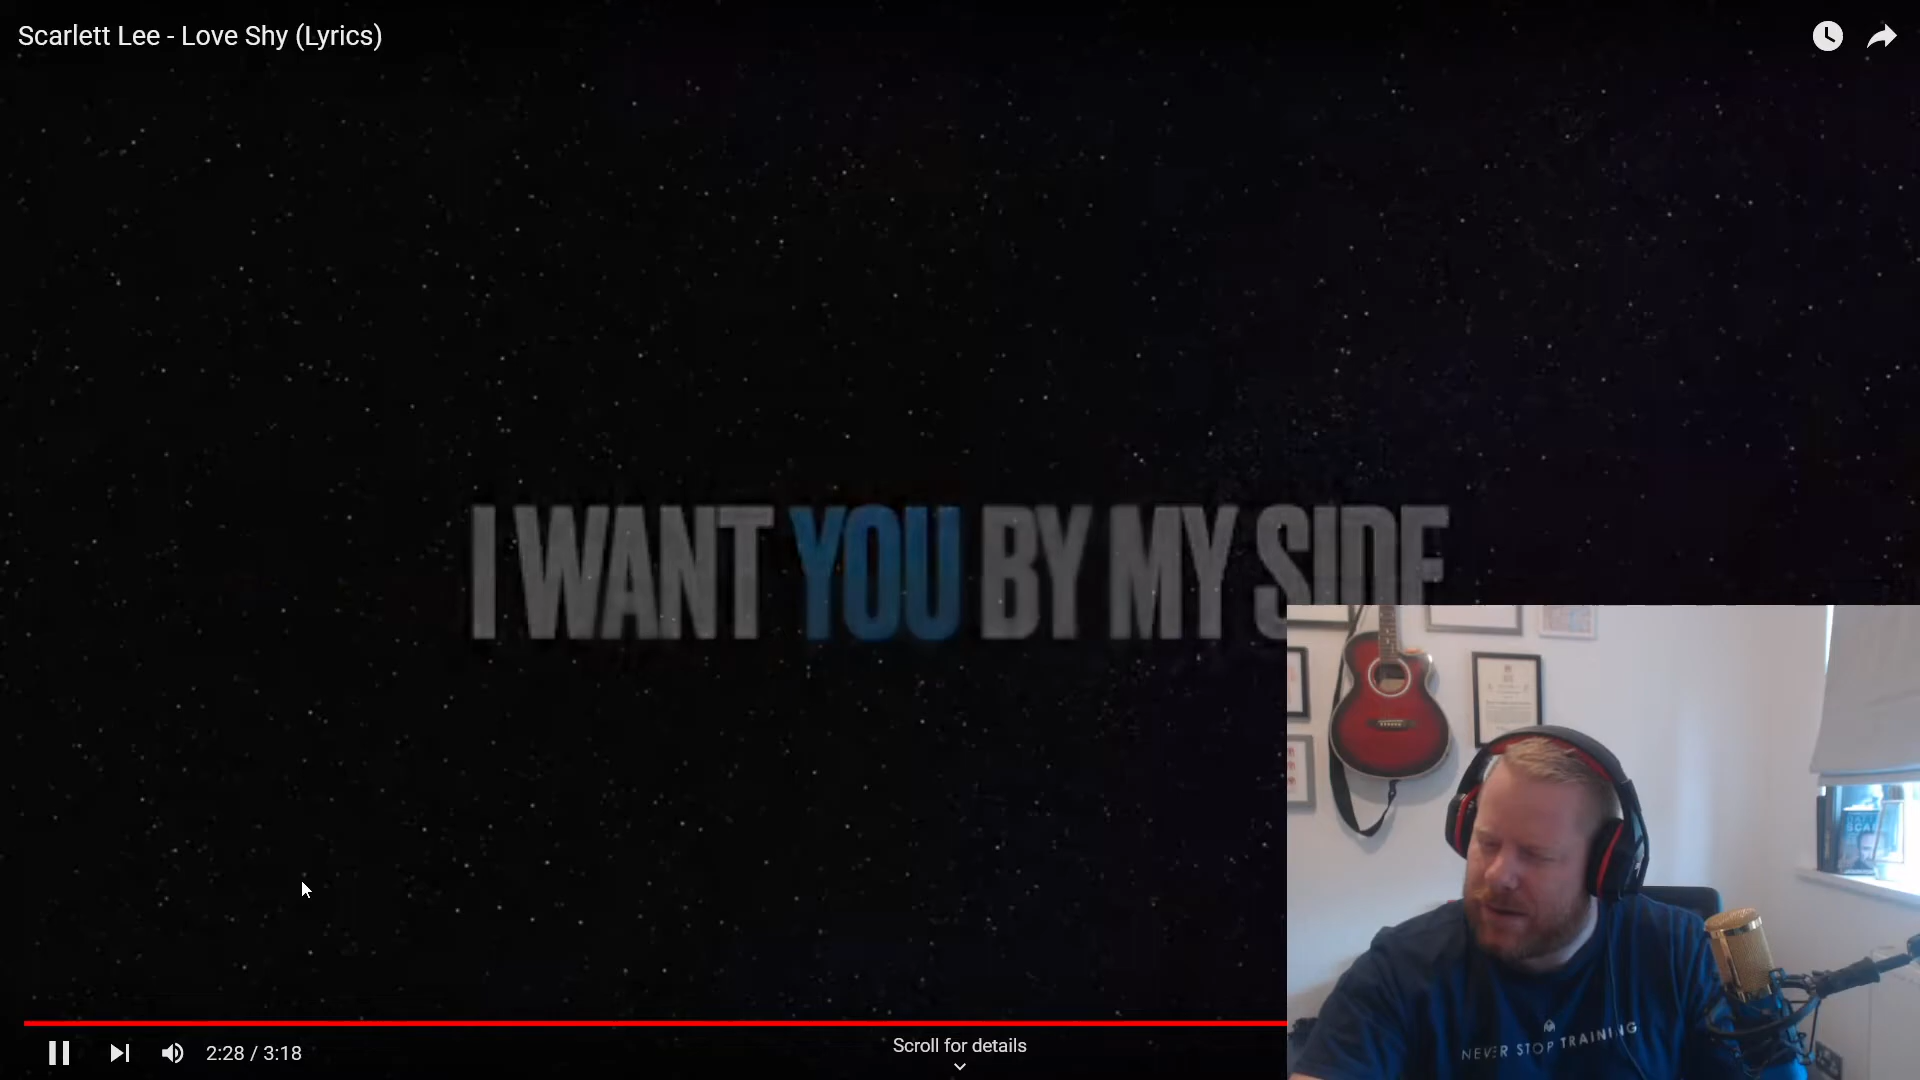 Scarlett Lee - Love Shy (Lyrics)
I WANT YOU BY MY SIDE
NEVER STOP TRAINING
2:28 / 3:18
Scroll for details